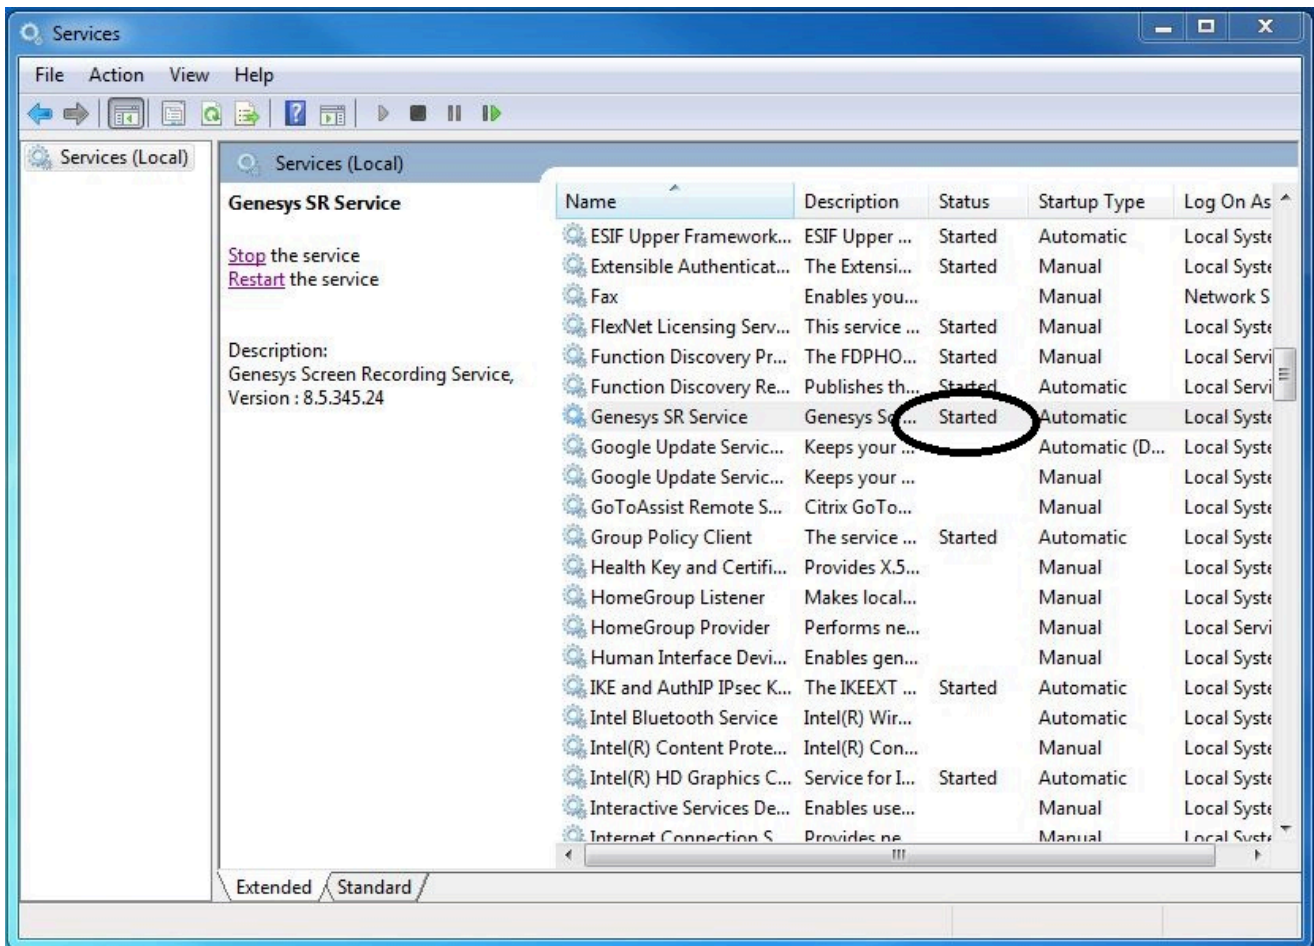 Services
File Action View Help
Services (Local)
Services (Local)
Genesys SR Service
Stop the service
Restart the service
Description:
Genesys Screen Recording Service,
Version : 8.5.345.24
Name Description Status Startup Type Log On As
ESIF Upper Framework... ESIF Upper ... Started Automatic Local Syste
Extensible Authenticat... The Extensi... Started Manual Local Syste
Fax Enables you... Manual Network S
FlexNet Licensing Serv... This service ... Started Manual Local Syste
Function Discovery Pr... The FDPHO... Started Manual Local Servi
Function Discovery Re... Publishes th... Started Automatic Local Servi
Genesys SR Service Genesys Scr... Started Automatic Local Syste
Google Update Servic... Keeps your ... Automatic (D... Local Syste
Google Update Servic... Keeps your ... Manual Local Syste
GoToAssist Remote S... Citrix GoTo... Manual Local Syste
Group Policy Client The service ... Started Automatic Local Syste
Health Key and Certifi... Provides X.5... Manual Local Syste
HomeGroup Listener Makes local... Manual Local Syste
HomeGroup Provider Performs ne... Manual Local Servi
Human Interface Devi... Enables gen... Manual Local Syste
IKE and AuthIP IPsec K... The IKEEXT ... Started Automatic Local Syste
Intel Bluetooth Service Intel(R) Wir... Automatic Local Syste
Intel(R) Content Prote... Intel(R) Con... Manual Local Syste
Intel(R) HD Graphics C... Service for I... Started Automatic Local Syste
Interactive Services De... Enables use... Manual Local Syste
Internet Connection S Provides ne Manual Local Syste
Extended Standard